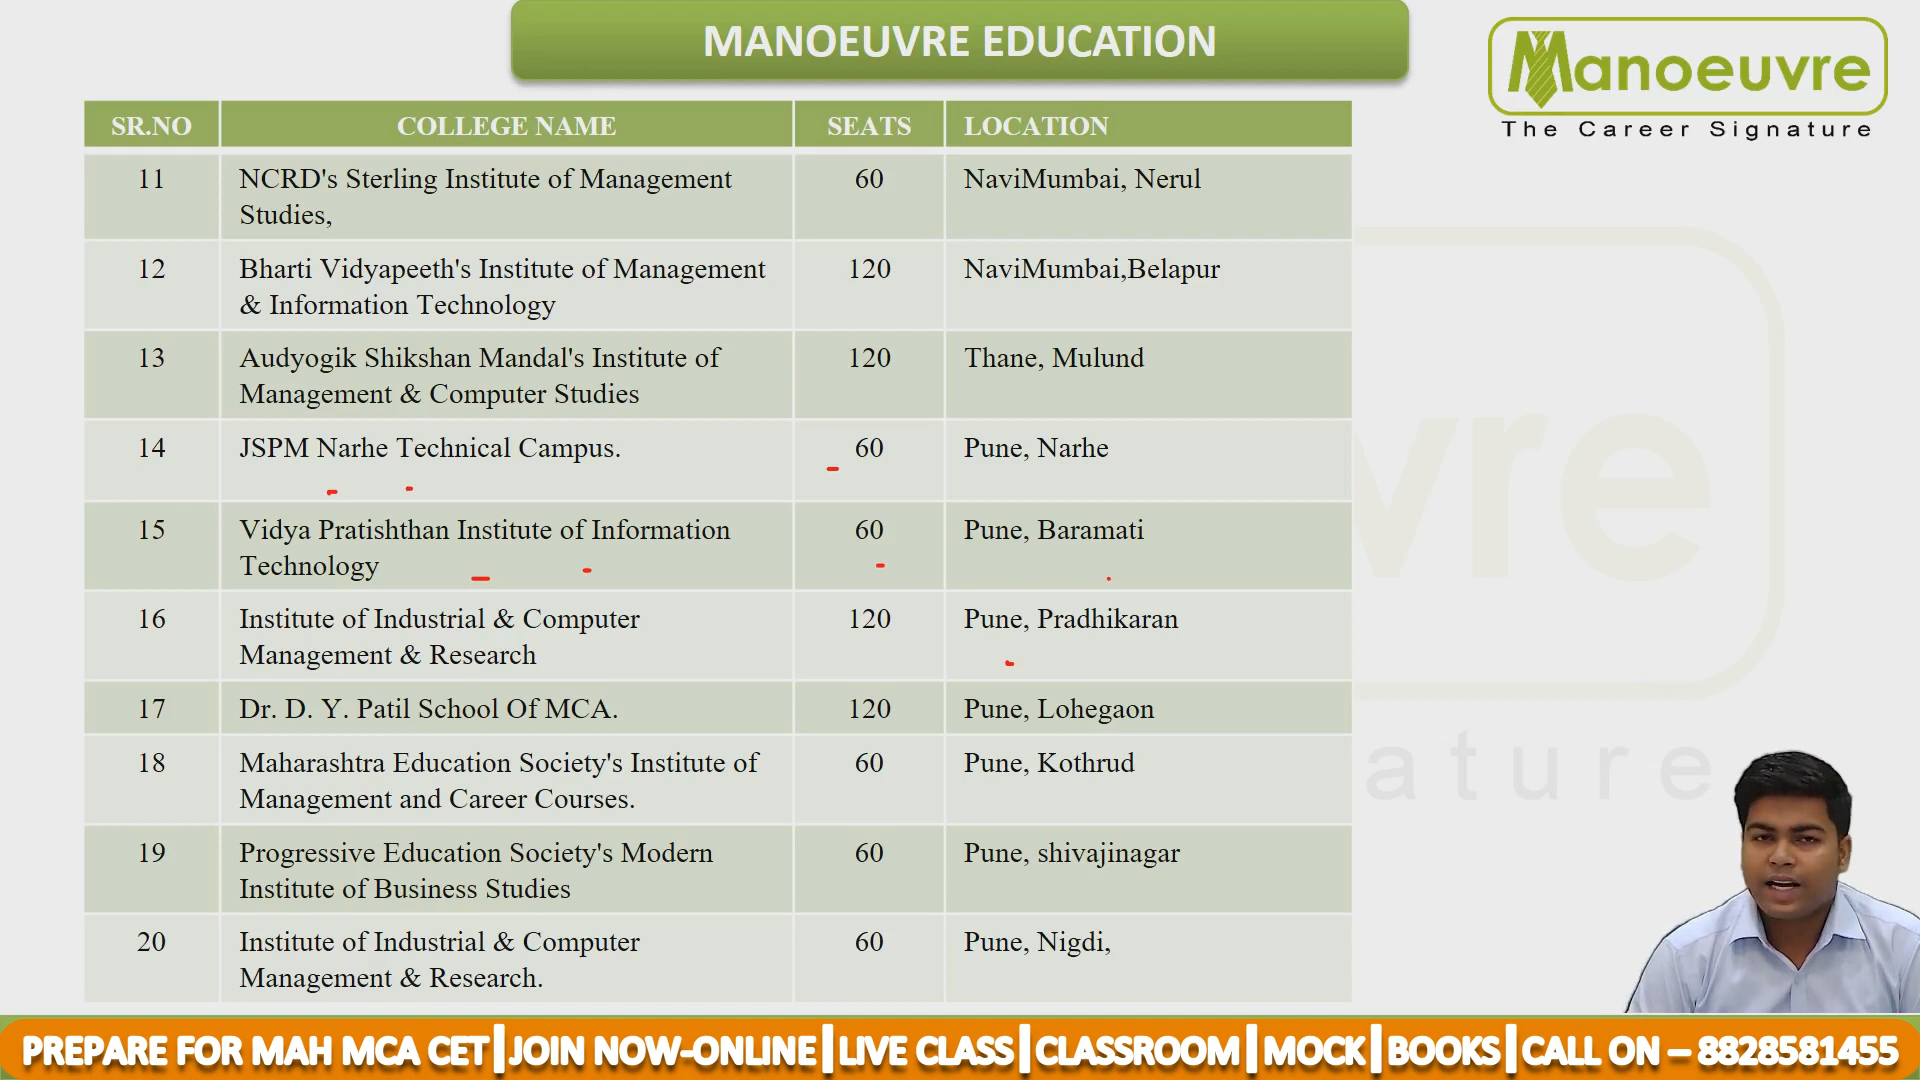 MANOEUVRE EDUCATION
Manoeuvre
The Career Signature
SR.NO COLLEGE NAME SEATS LOCATION
11 NCRD's Sterling Institute of Management 60 NaviMumbai, Nerul
Studies,
12 Bharti Vidyapeeth's Institute of Management 120 NaviMumbai,Belapur
& Information Technology
13 Audyogik Shikshan Mandal's Institute of 120 Thane, Mulund
Management & Computer Studies
14 JSPM Narhe Technical Campus. 60 Pune, Narhe
15 Vidya Pratishthan Institute of Information 60 Pune, Baramati
Technology
16 Institute of Industrial & Computer 120 Pune, Pradhikaran
Management & Research
17 Dr. D. Y. Patil School Of MCA. 120 Pune, Lohegaon
18 Maharashtra Education Society's Institute of 60 Pune, Kothrud
Management and Career Courses.
19 Progressive Education Society's Modern 60 Pune, shivajinagar
Institute of Business Studies
20 Institute of Industrial & Computer 60 Pune, Nigdi,
Management & Research.
vre
ature
PREPARE FOR MAH MCA CET|JOIN NOW-ONLINE|LIVE CLASS|CLASSROOM|MOCK|BOOKS|CALL ON – 8828581455